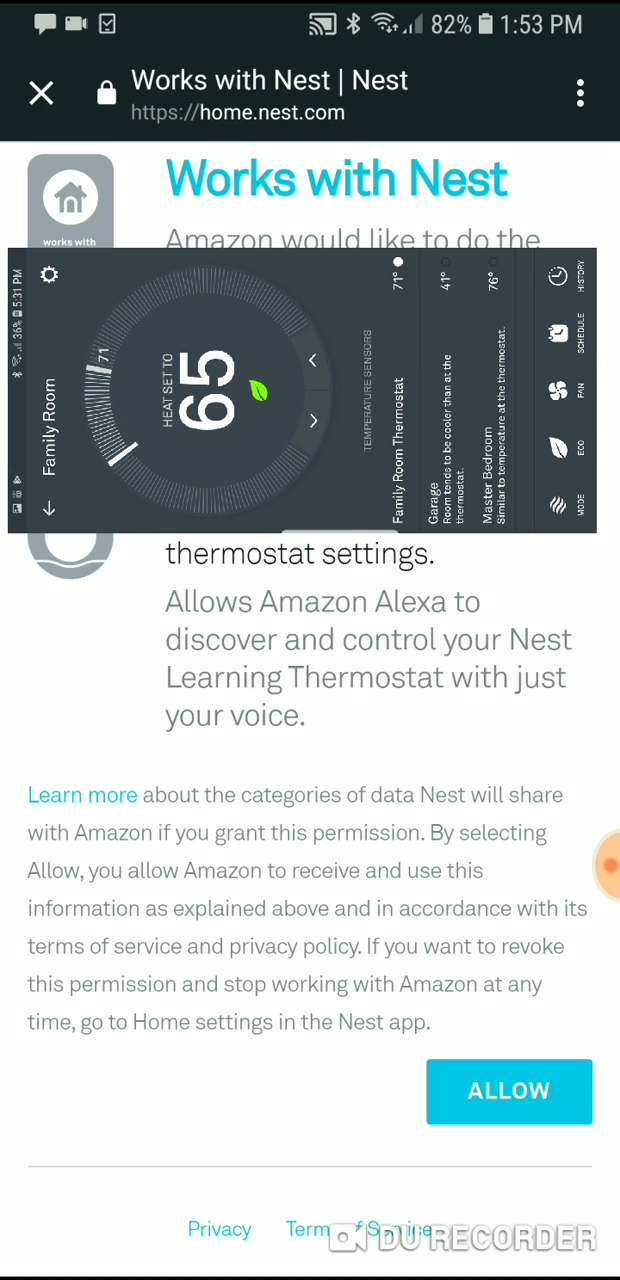 82% 1:53 PM
Works with Nest | Nest
https://home.nest.com
works with
Works with Nest
Amazon would like to do the
36% 5:31 PM
Family Room
71
HEAT SET TO
65
TEMPERATURE SENSORS
Family Room Thermostat 71°
Garage 41°
Room tends to be cooler than at the
thermostat.
Master Bedroom 76°
Similar to temperature at the thermostat.
MODE
ECO
FAN
SCHEDULE
HISTORY
thermostat settings.
Allows Amazon Alexa to
discover and control your Nest
Learning Thermostat with just
your voice.
Learn more about the categories of data Nest will share
with Amazon if you grant this permission. By selecting
Allow, you allow Amazon to receive and use this
information as explained above and in accordance with its
terms of service and privacy policy. If you want to revoke
this permission and stop working with Amazon at any
time, go to Home settings in the Nest app.
ALLOW
Privacy Term of Service
DU RECORDER